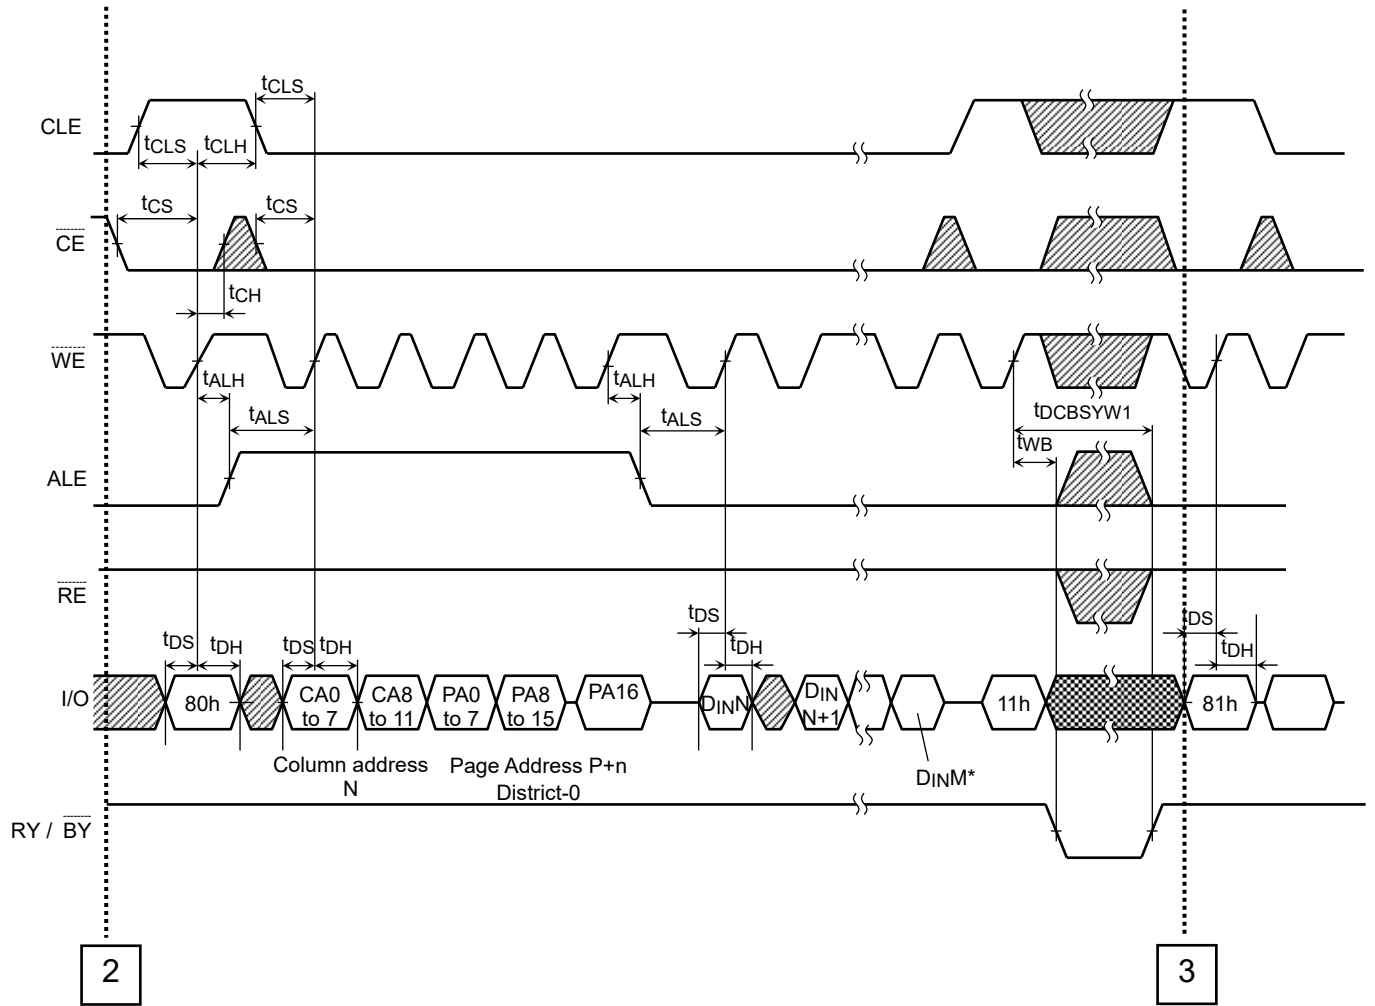 tCLS
CLE
tCLS
tCLH
tCS
tCS
CE
tCH
WE
tALH
tALH
tALS
tALS
tDCBSYW1
tWB
ALE
RE
tDS
tDH
tDS
tDH
tDS
tDH
tDS
tDH
I/O
80h
CA0
to 7
CA8
to 11
PA0
to 7
PA8
to 15
PA16
DINN
DIN
N+1
11h
81h
Column address
N
Page Address P+n
District-0
DINM*
RY / BY
2
3